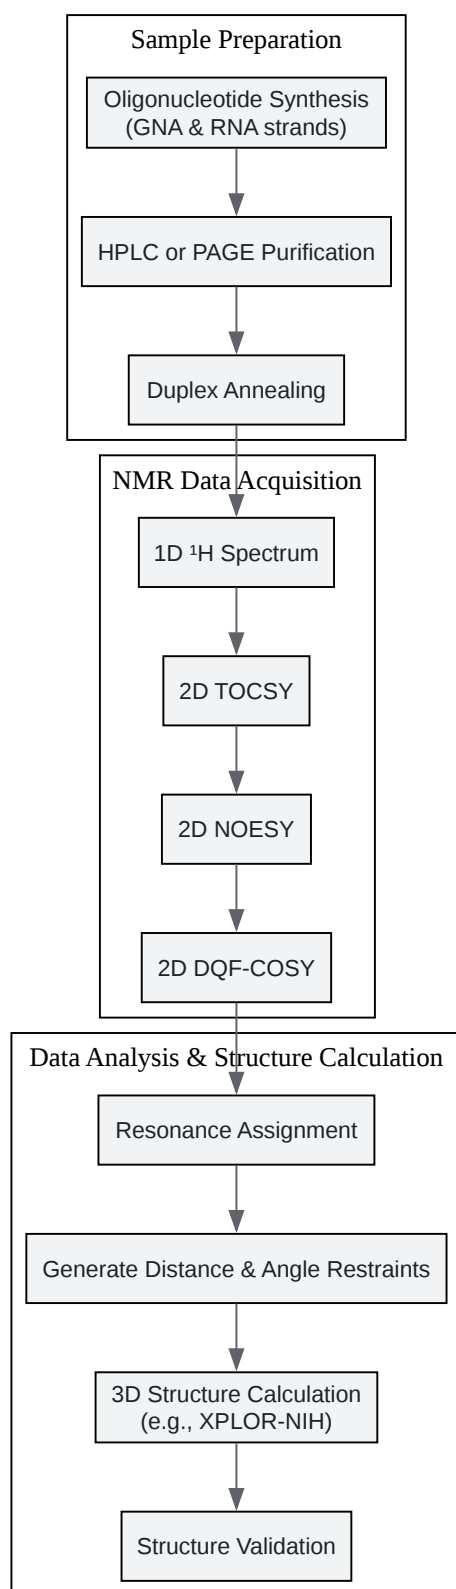 Sample Preparation
Oligonucleotide Synthesis
(GNA & RNA strands)
HPLC or PAGE Purification
Duplex Annealing
NMR Data Acquisition
1D ¹H Spectrum
2D TOCSY
2D NOESY
2D DQF-COSY
Data Analysis & Structure Calculation
Resonance Assignment
Generate Distance & Angle Restraints
3D Structure Calculation
(e.g., XPLOR-NIH)
Structure Validation